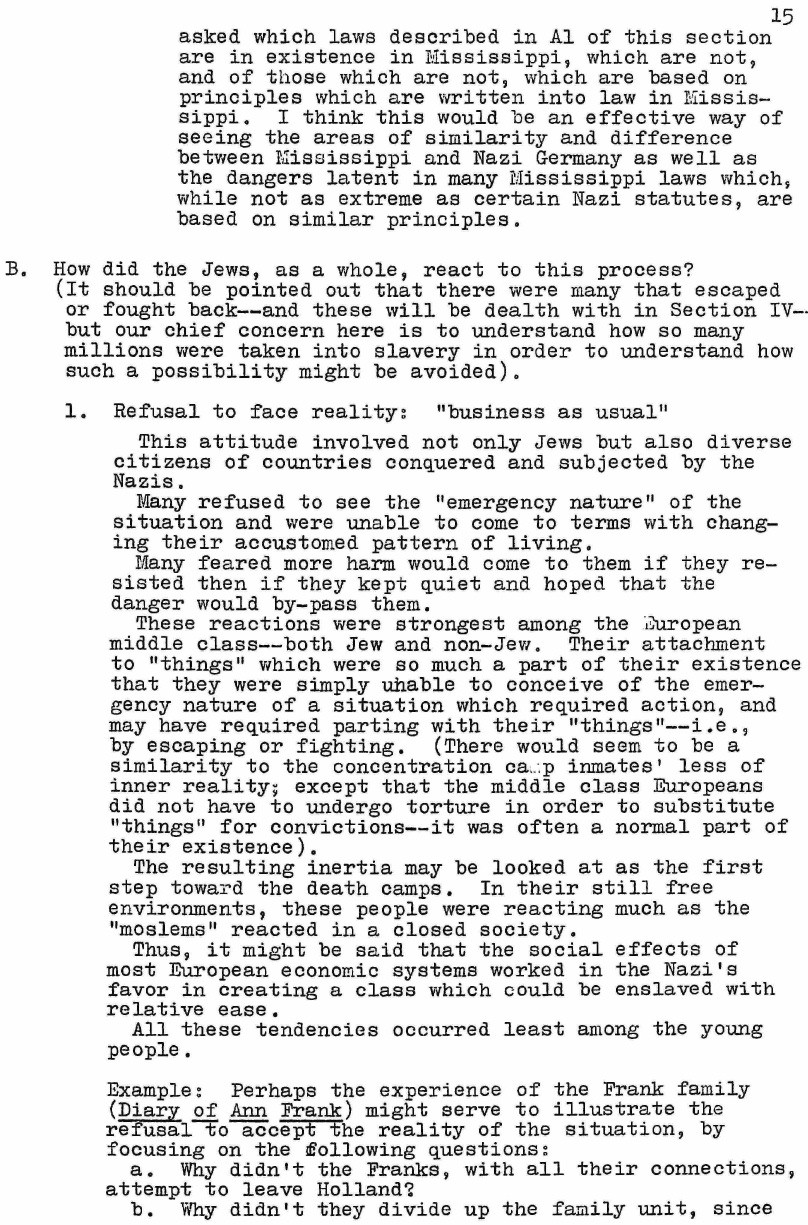 15
asked which laws described in A1 of this section
are in existence in Mississippi, which are not,
and of those which are not, which are based on
principles which are written into law in Missis-
sippi. I think this would be an effective way of
seeing the areas of similarity and difference
between Mississippi and Nazi Germany as well as
the dangers latent in many Mississippi laws which,
while not as extreme as certain Nazi statutes, are
based on similar principles.
B. How did the Jews, as a whole, react to this process?
(It should be pointed out that there were many that escaped
or fought back--and these will be dealth with in Section IV--
but our chief concern here is to understand how so many
millions were taken into slavery in order to understand how
such a possibility might be avoided).
1. Refusal to face reality: "business as usual"
This attitude involved not only Jews but also diverse
citizens of countries conquered and subjected by the
Nazis.
Many refused to see the "emergency nature" of the
situation and were unable to come to terms with chang-
ing their accustomed pattern of living.
Many feared more harm would come to them if they re-
sisted then if they kept quiet and hoped that the
danger would by-pass them.
These reactions were strongest among the European
middle class--both Jew and non-Jew. Their attachment
to "things" which were so much a part of their existence
that they were simply unable to conceive of the emer-
gency nature of a situation which required action, and
may have required parting with their "things"--i.e.,
by escaping or fighting. (There would seem to be a
similarity to the concentration camp inmates' less of
inner reality; except that the middle class Europeans
did not have to undergo torture in order to substitute
"things" for convictions--it was often a normal part of
their existence).
The resulting inertia may be looked at as the first
step toward the death camps. In their still free
environments, these people were reacting much as the
"moslems" reacted in a closed society.
Thus, it might be said that the social effects of
most European economic systems worked in the Nazi's
favor in creating a class which could be enslaved with
relative ease.
All these tendencies occurred least among the young
people.
Example: Perhaps the experience of the Frank family
(Diary of Ann Frank) might serve to illustrate the
refusal to accept the reality of the situation, by
focusing on the following questions:
a. Why didn't the Franks, with all their connections,
attempt to leave Holland?
b. Why didn't they divide up the family unit, since